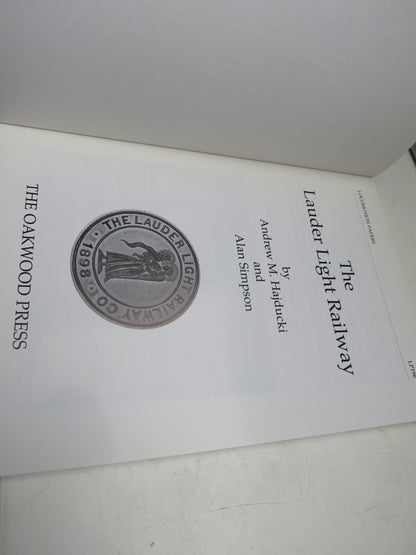 LOCOMOTION PAPERS
LP190
The
Lauder Light Railway
by
Andrew M. Hajducki
and
Alan Simpson
THE LAUDER LIGHT RAILWAY CO.
1898
THE OAKWOOD PRESS